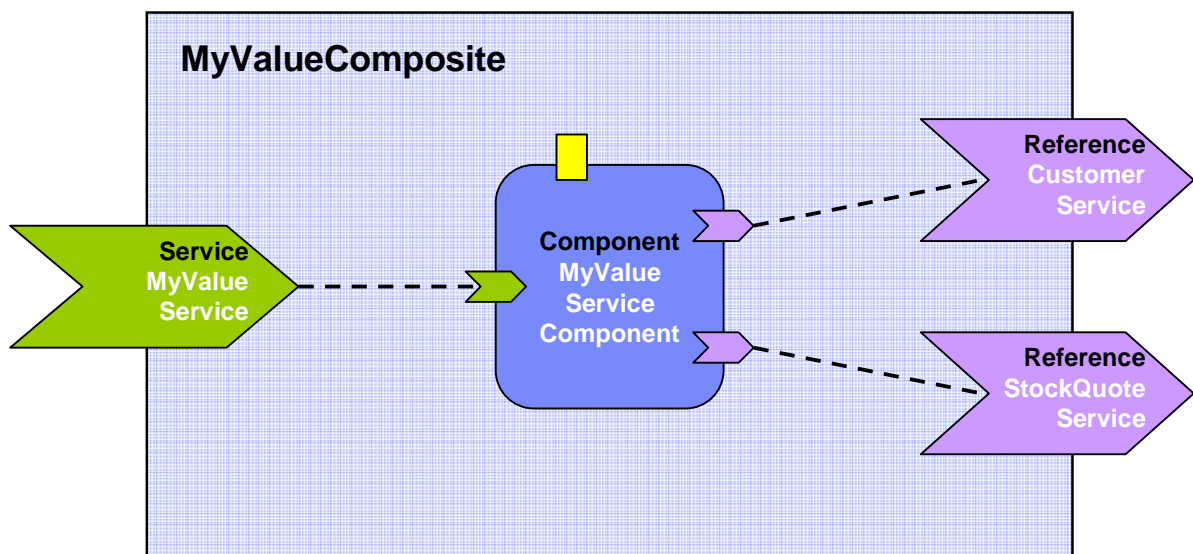 MyValueComposite
Service
MyValue
Service
Component
MyValue
Service
Component
Reference
Customer
Service
Reference
StockQuote
Service